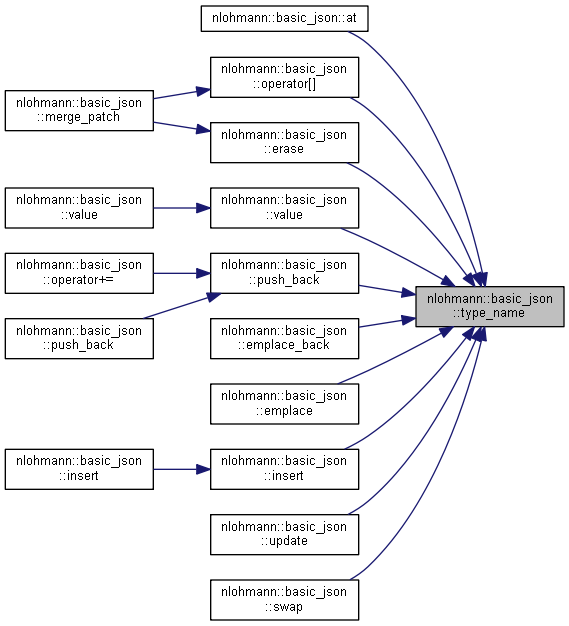 nlohmann::basic_json::at
nlohmann::basic_json
::operator[]
nlohmann::basic_json
::merge_patch
nlohmann::basic_json
::erase
nlohmann::basic_json
::value
nlohmann::basic_json
::value
nlohmann::basic_json
::operator+=
nlohmann::basic_json
::push_back
nlohmann::basic_json
::type_name
nlohmann::basic_json
::push_back
nlohmann::basic_json
::emplace_back
nlohmann::basic_json
::emplace
nlohmann::basic_json
::insert
nlohmann::basic_json
::insert
nlohmann::basic_json
::update
nlohmann::basic_json
::swap